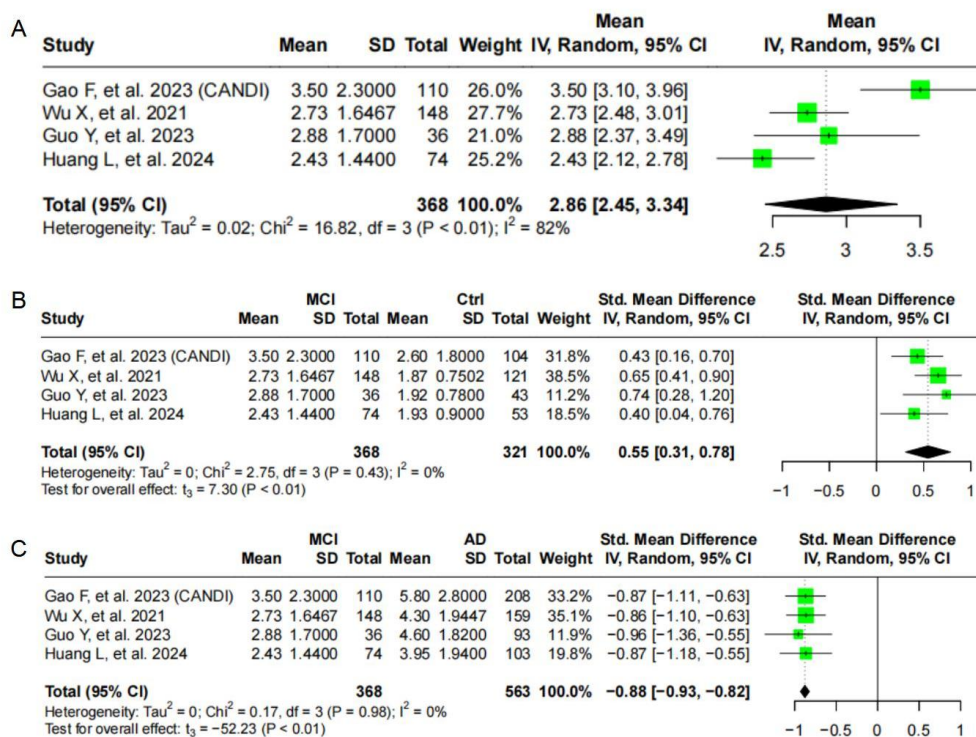 A
Mean Mean
Study Mean SD Total Weight IV, Random, 95% CI IV, Random, 95% CI
Gao F, et al. 2023 (CANDI) 3.50 2.3000 110 26.0% 3.50 [3.10, 3.96]
Wu X, et al. 2021 2.73 1.6467 148 27.7% 2.73 [2.48, 3.01]
Guo Y, et al. 2023 2.88 1.7000 36 21.0% 2.88 [2.37, 3.49]
Huang L, et al. 2024 2.43 1.4400 74 25.2% 2.43 [2.12, 2.78]
Total (95% CI) 368 100.0% 2.86 [2.45, 3.34]
Heterogeneity: Tau² = 0.02; Chi² = 16.82, df = 3 (P < 0.01); I² = 82%
2.5 3 3.5
B
MCI Ctrl Std. Mean Difference Std. Mean Difference
Study Mean SD Total Mean SD Total Weight IV, Random, 95% CI IV, Random, 95% CI
Gao F, et al. 2023 (CANDI) 3.50 2.3000 110 2.60 1.8000 104 31.8% 0.43 [0.16, 0.70]
Wu X, et al. 2021 2.73 1.6467 148 1.87 0.7502 121 38.5% 0.65 [0.41, 0.90]
Guo Y, et al. 2023 2.88 1.7000 36 1.92 0.7800 43 11.2% 0.74 [0.28, 1.20]
Huang L, et al. 2024 2.43 1.4400 74 1.93 0.9000 53 18.5% 0.40 [0.04, 0.76]
Total (95% CI) 368 321 100.0% 0.55 [0.31, 0.78]
Heterogeneity: Tau² = 0; Chi² = 2.75, df = 3 (P = 0.43); I² = 0%
Test for overall effect: t₃ = 7.30 (P < 0.01)
−1 −0.5 0 0.5 1
C
MCI AD Std. Mean Difference Std. Mean Difference
Study Mean SD Total Mean SD Total Weight IV, Random, 95% CI IV, Random, 95% CI
Gao F, et al. 2023 (CANDI) 3.50 2.3000 110 5.80 2.8000 208 33.2% −0.87 [−1.11, −0.63]
Wu X, et al. 2021 2.73 1.6467 148 4.30 1.9447 159 35.1% −0.86 [−1.10, −0.63]
Guo Y, et al. 2023 2.88 1.7000 36 4.60 1.8200 93 11.9% −0.96 [−1.36, −0.55]
Huang L, et al. 2024 2.43 1.4400 74 3.95 1.9400 103 19.8% −0.87 [−1.18, −0.55]
Total (95% CI) 368 563 100.0% −0.88 [−0.93, −0.82]
Heterogeneity: Tau² = 0; Chi² = 0.17, df = 3 (P = 0.98); I² = 0%
Test for overall effect: t₃ = −52.23 (P < 0.01)
−1 −0.5 0 0.5 1